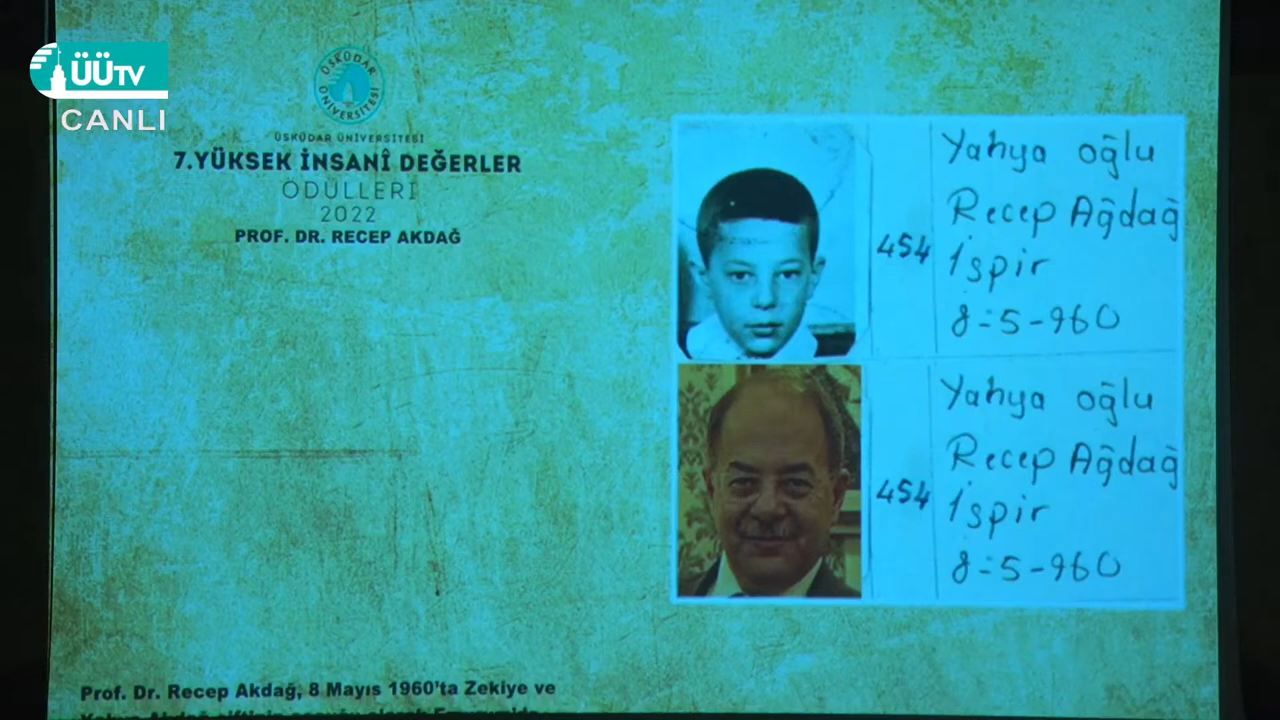 ÜÜTV
CANLI
ÜSKÜDAR ÜNİVERSİTESİ
ÜSKÜDAR ÜNİVERSİTESİ
7.YÜKSEK İNSANÎ DEĞERLER
ÖDÜLLERİ
2022
PROF. DR. RECEP AKDAĞ
454
Yahya oğlu
Recep Ağdağ
İspir
8-5-960
454
Yahya oğlu
Recep Ağdağ
İspir
8-5-960
Prof. Dr. Recep Akdağ, 8 Mayıs 1960'ta Zekiye ve